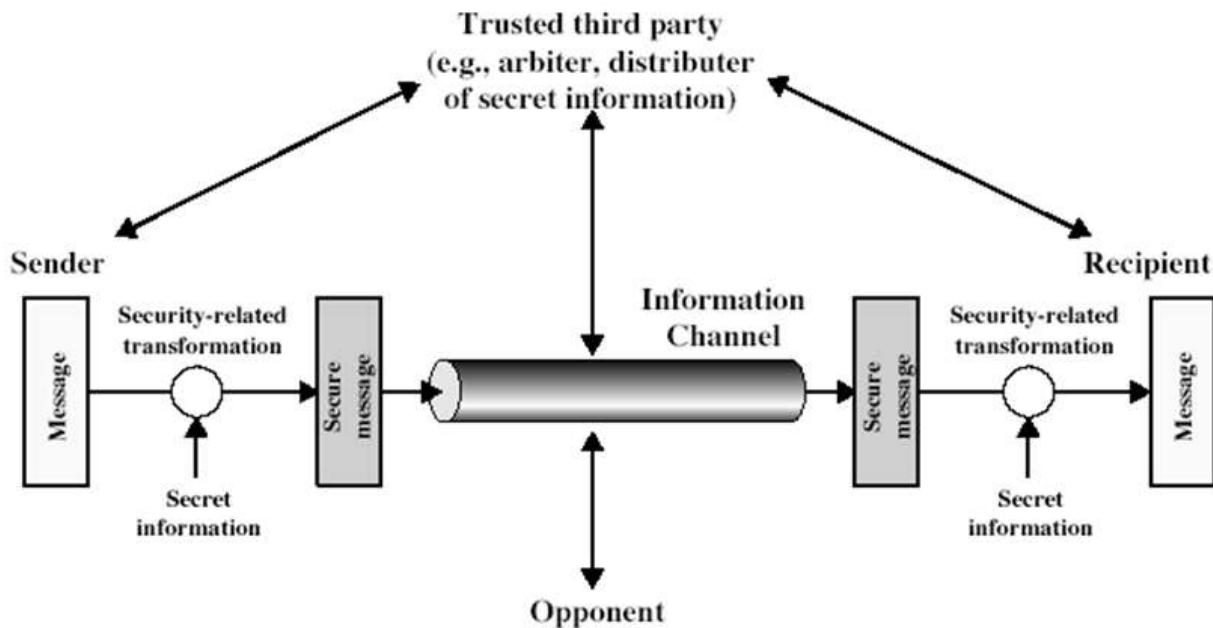 Trusted third party
(e.g., arbiter, distributer
of secret information)
Sender
Recipient
Message
Security-related
transformation
Secret
information
Secure
message
Information
Channel
Secure
message
Security-related
transformation
Secret
information
Message
Opponent